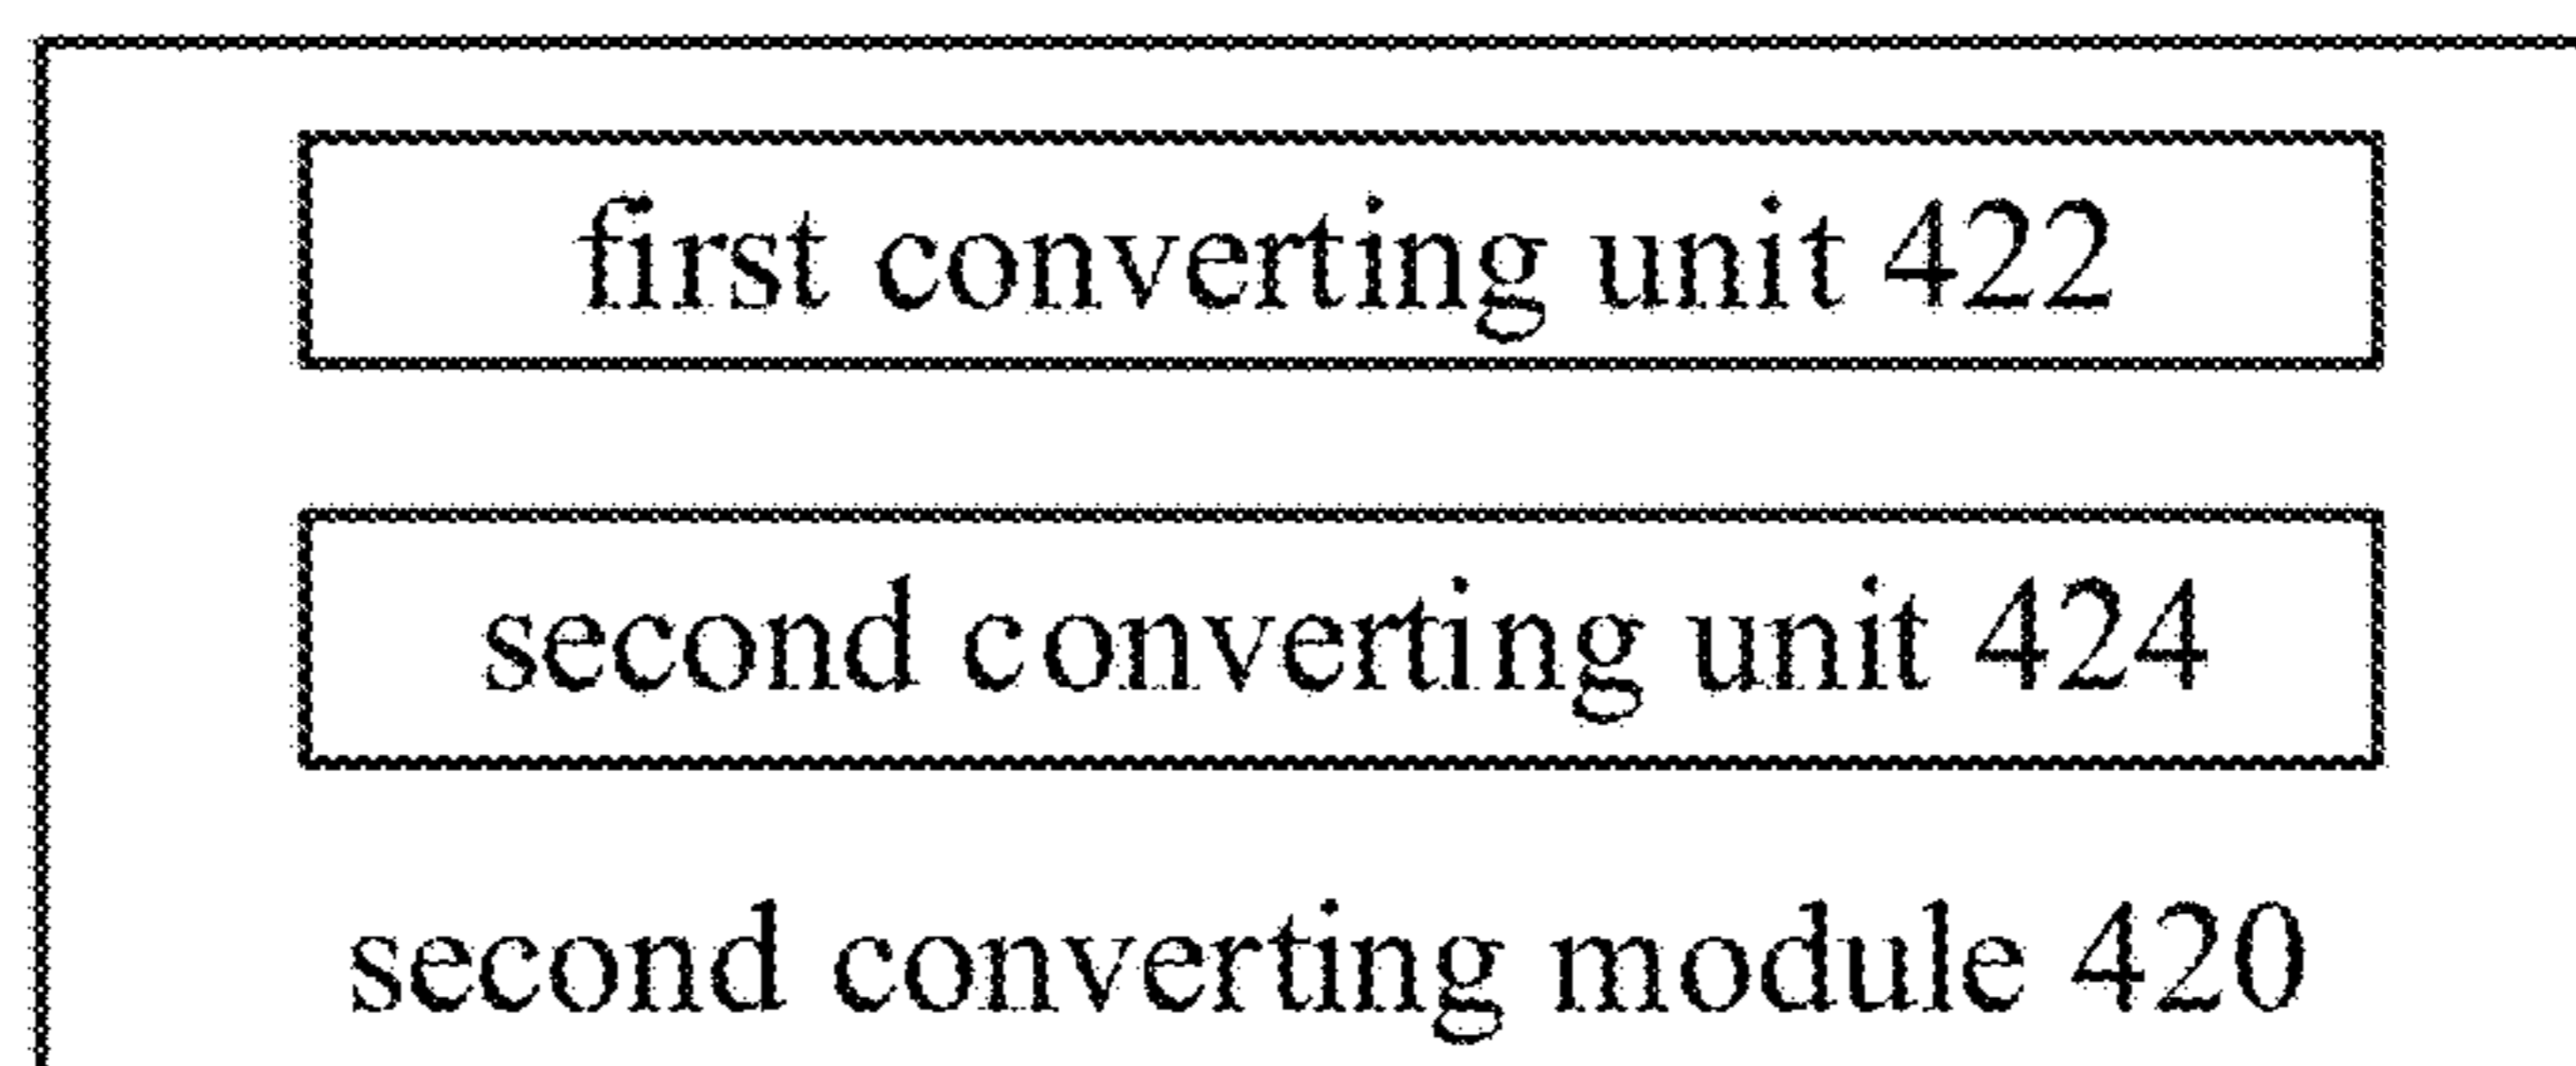 first converting unit 422
second converting unit 424
second converting module 420